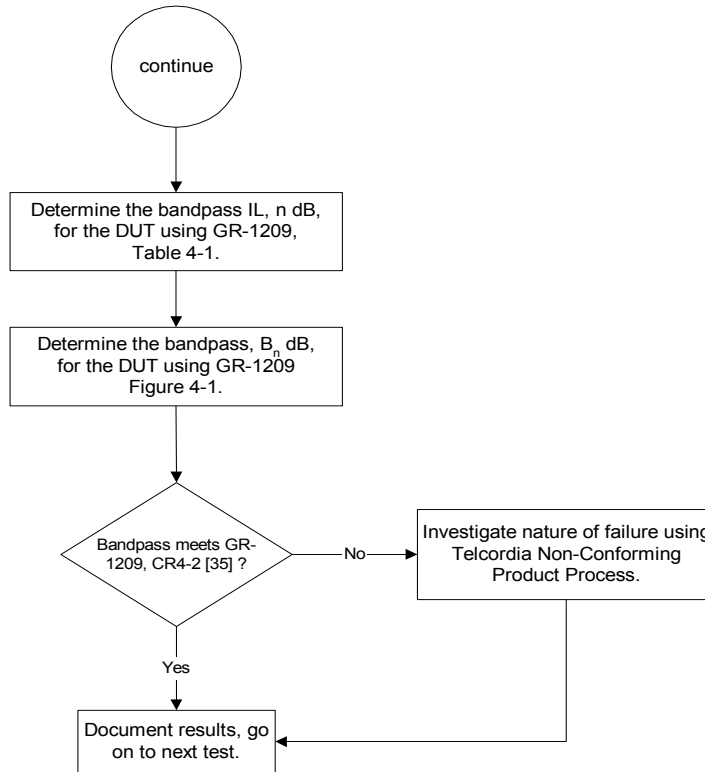 continue
Determine the bandpass IL, n dB,
for the DUT using GR-1209,
Table 4-1.
Determine the bandpass, Bn dB,
for the DUT using GR-1209
Figure 4-1.
Bandpass meets GR-
1209, CR4-2 [35] ?
No
Investigate nature of failure using
Telcordia Non-Conforming
Product Process.
Yes
Document results, go
on to next test.